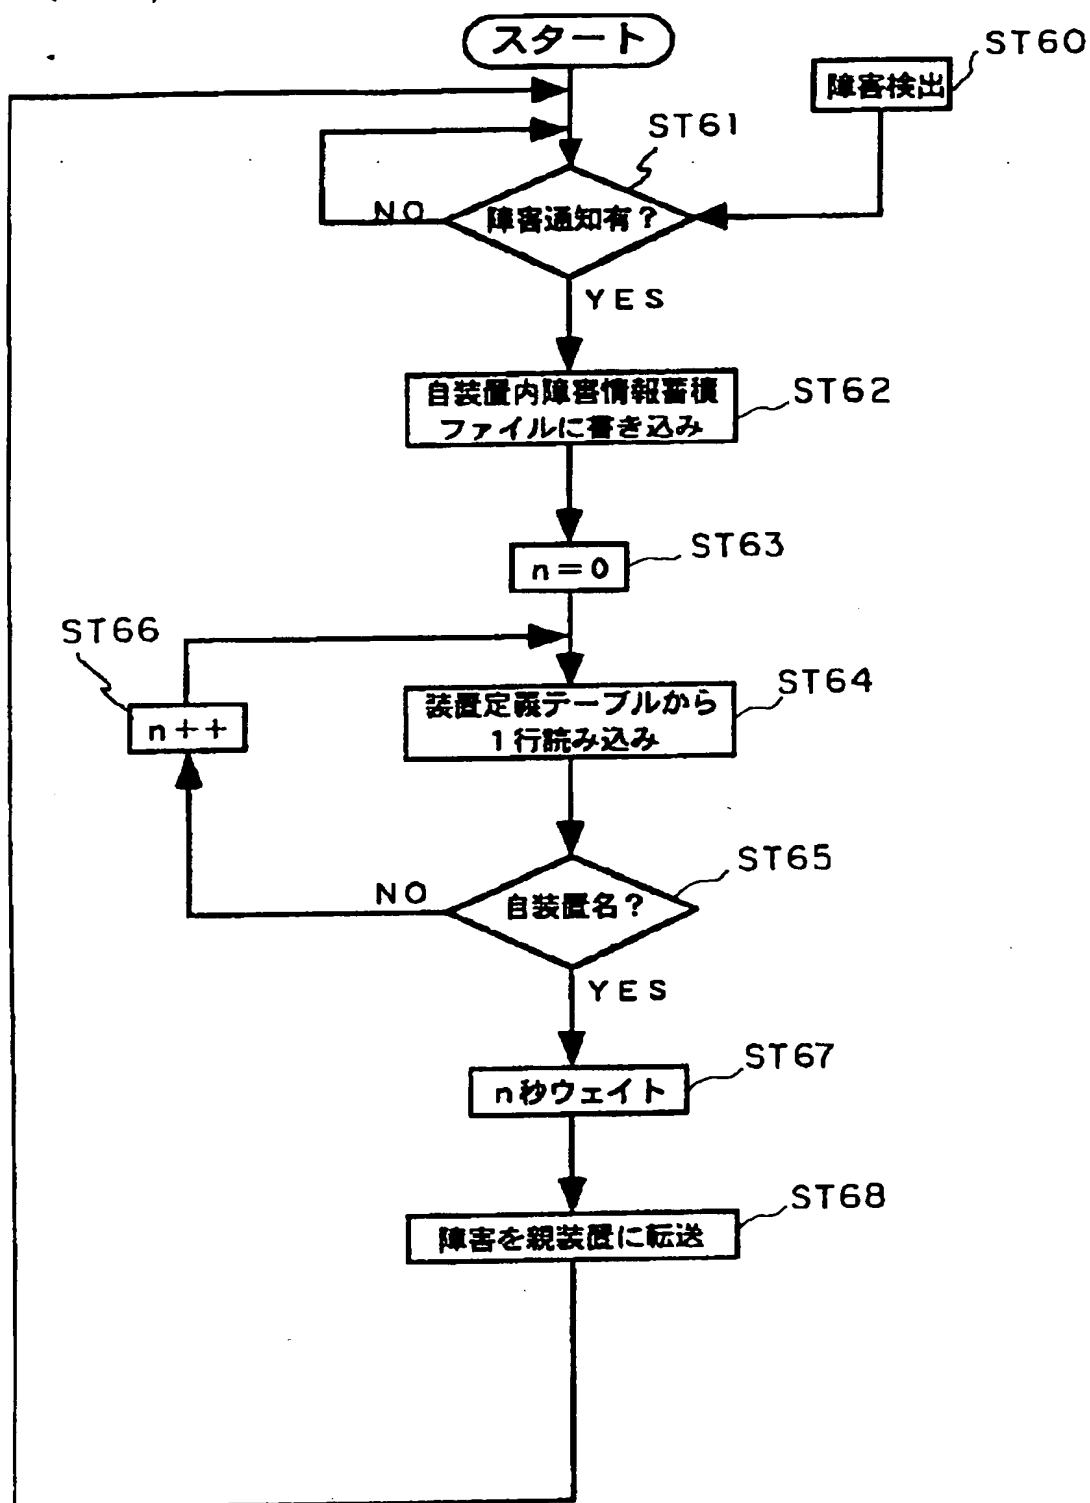 スタート
ST60
障害検出
ST61
NO
障害通知有？
YES
自装置内障害情報蓄積
ファイルに書き込み
ST62
n＝0
ST63
ST66
n＋＋
装置定義テーブルから
1行読み込み
ST64
ST65
NO
自装置名？
YES
n秒ウェイト
ST67
ST68
障害を親装置に転送